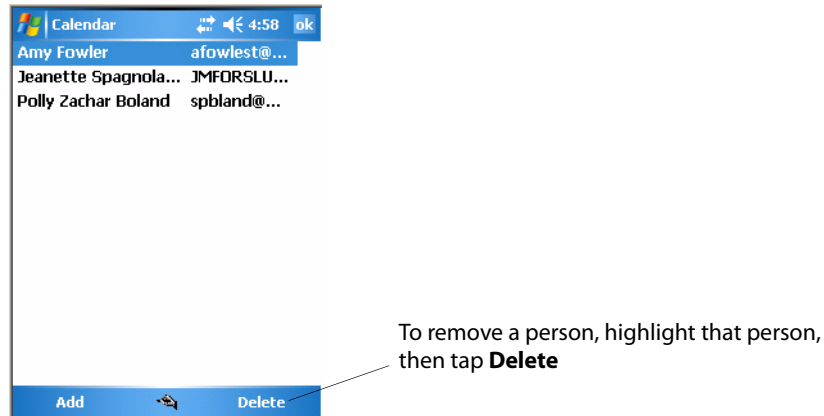 Calendar 4:58 ok
Amy Fowler afowlest@...
Jeanette Spagnola... JMFORSLU...
Polly Zachar Boland spbland@...
To remove a person, highlight that person,
then tap Delete
Add Delete